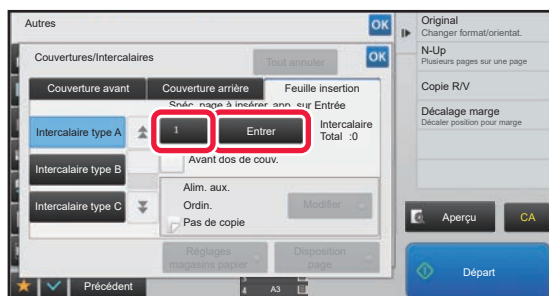 Autres
OK
Couvertures/Intercalaires
Tout annuler
OK
Couverture avant
Couverture arrière
Feuille insertion
Spéc. page à insérer, app. sur Entrée
Intercalaire type A
1
Entrer
Intercalaire
Total :0
Avant dos de couv.
Intercalaire type B
Alim. aux.
Ordin.
Pas de copie
Modifier
Intercalaire type C
Réglages
magasins papier
Disposition
page
Précédent
4
A3
Original
Changer format/orientat.
N-Up
Plusieurs pages sur une page
Copie R/V
Décalage marge
Décaler position pour marge
Aperçu
CA
Départ